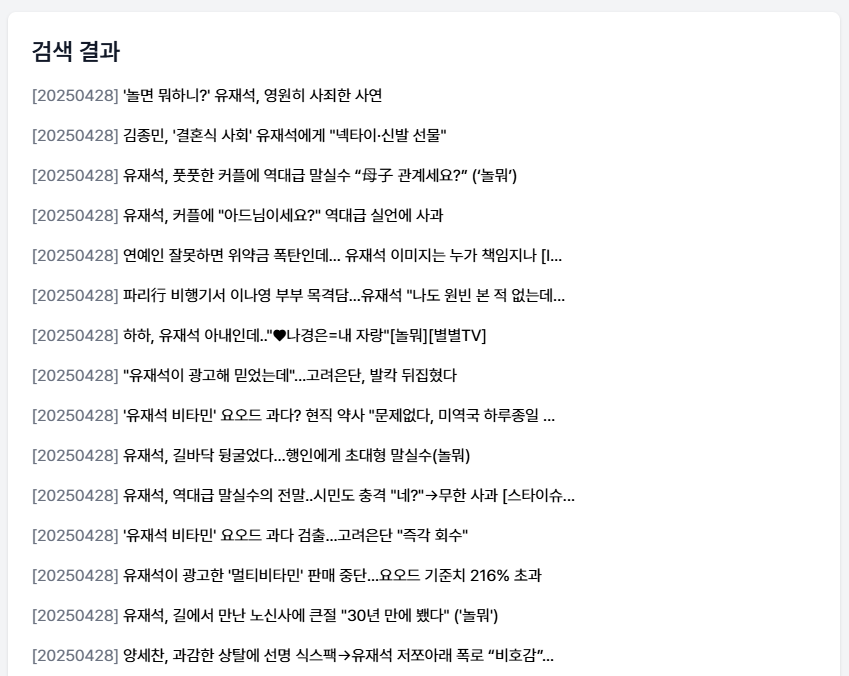 검색 결과
[20250428] '놀면 뭐하니?' 유재석, 영원히 사죄한 사연
[20250428] 김종민, '결혼식 사회' 유재석에게 "넥타이·신발 선물"
[20250428] 유재석, 풋풋한 커플에 역대급 말실수 “母子 관계세요?” (‘놀뭐’)
[20250428] 유재석, 커플에 "아드님이세요?" 역대급 실언에 사과
[20250428] 연예인 잘못하면 위약금 폭탄인데... 유재석 이미지는 누가 책임지나 [I...
[20250428] 파리行 비행기서 이나영 부부 목격담...유재석 "나도 원빈 본 적 없는데...
[20250428] 하하, 유재석 아내인데.."♥나경은=내 자랑"[놀뭐][별별TV]
[20250428] "유재석이 광고해 믿었는데"...고려은단, 발칵 뒤집혔다
[20250428] '유재석 비타민' 요오드 과다? 현직 약사 "문제없다, 미역국 하루종일 ...
[20250428] 유재석, 길바닥 뒹굴었다...행인에게 초대형 말실수(놀뭐)
[20250428] 유재석, 역대급 말실수의 전말..시민도 충격 "네?"→무한 사과 [스타이슈...
[20250428] '유재석 비타민' 요오드 과다 검출...고려은단 "즉각 회수"
[20250428] 유재석이 광고한 '멀티비타민' 판매 중단...요오드 기준치 216% 초과
[20250428] 유재석, 길에서 만난 노신사에 큰절 "30년 만에 뵀다" ('놀뭐')
[20250428] 양세찬, 과감한 상탈에 선명 식스팩→유재석 저쪼아래 폭로 “비호감”...